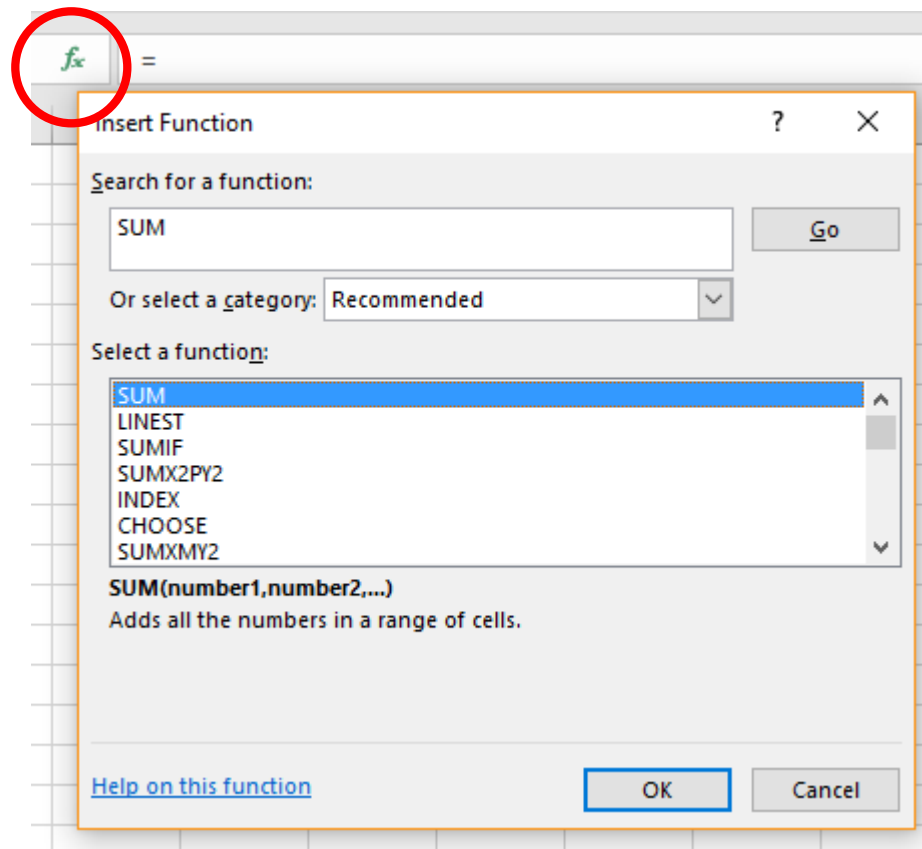 fx =
Insert Function ? X
Search for a function:
SUM
Go
Or select a category: Recommended
Select a function:
SUM
LINEST
SUMIF
SUMX2PY2
INDEX
CHOOSE
SUMXMY2
SUM(number1,number2,...)
Adds all the numbers in a range of cells.
Help on this function OK Cancel